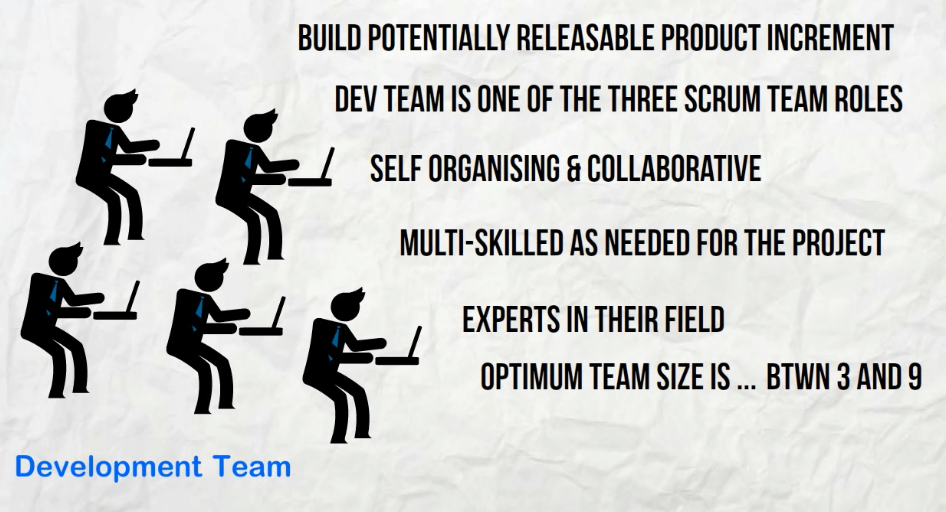 BUILD POTENTIALLY RELEASABLE PRODUCT INCREMENT
DEV TEAM IS ONE OF THE THREE SCRUM TEAM ROLES
SELF ORGANISING & COLLABORATIVE
MULTI-SKILLED AS NEEDED FOR THE PROJECT
EXPERTS IN THEIR FIELD
OPTIMUM TEAM SIZE IS ... BTWN 3 AND 9
Development Team